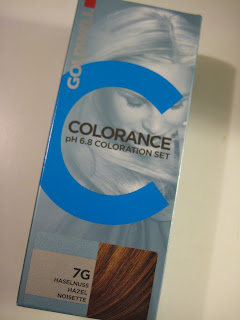 GOLDWELL
COLORANCE
pH 6.8 COLORATION SET
7G
HASELNUSS
HAZEL
NOISETTE